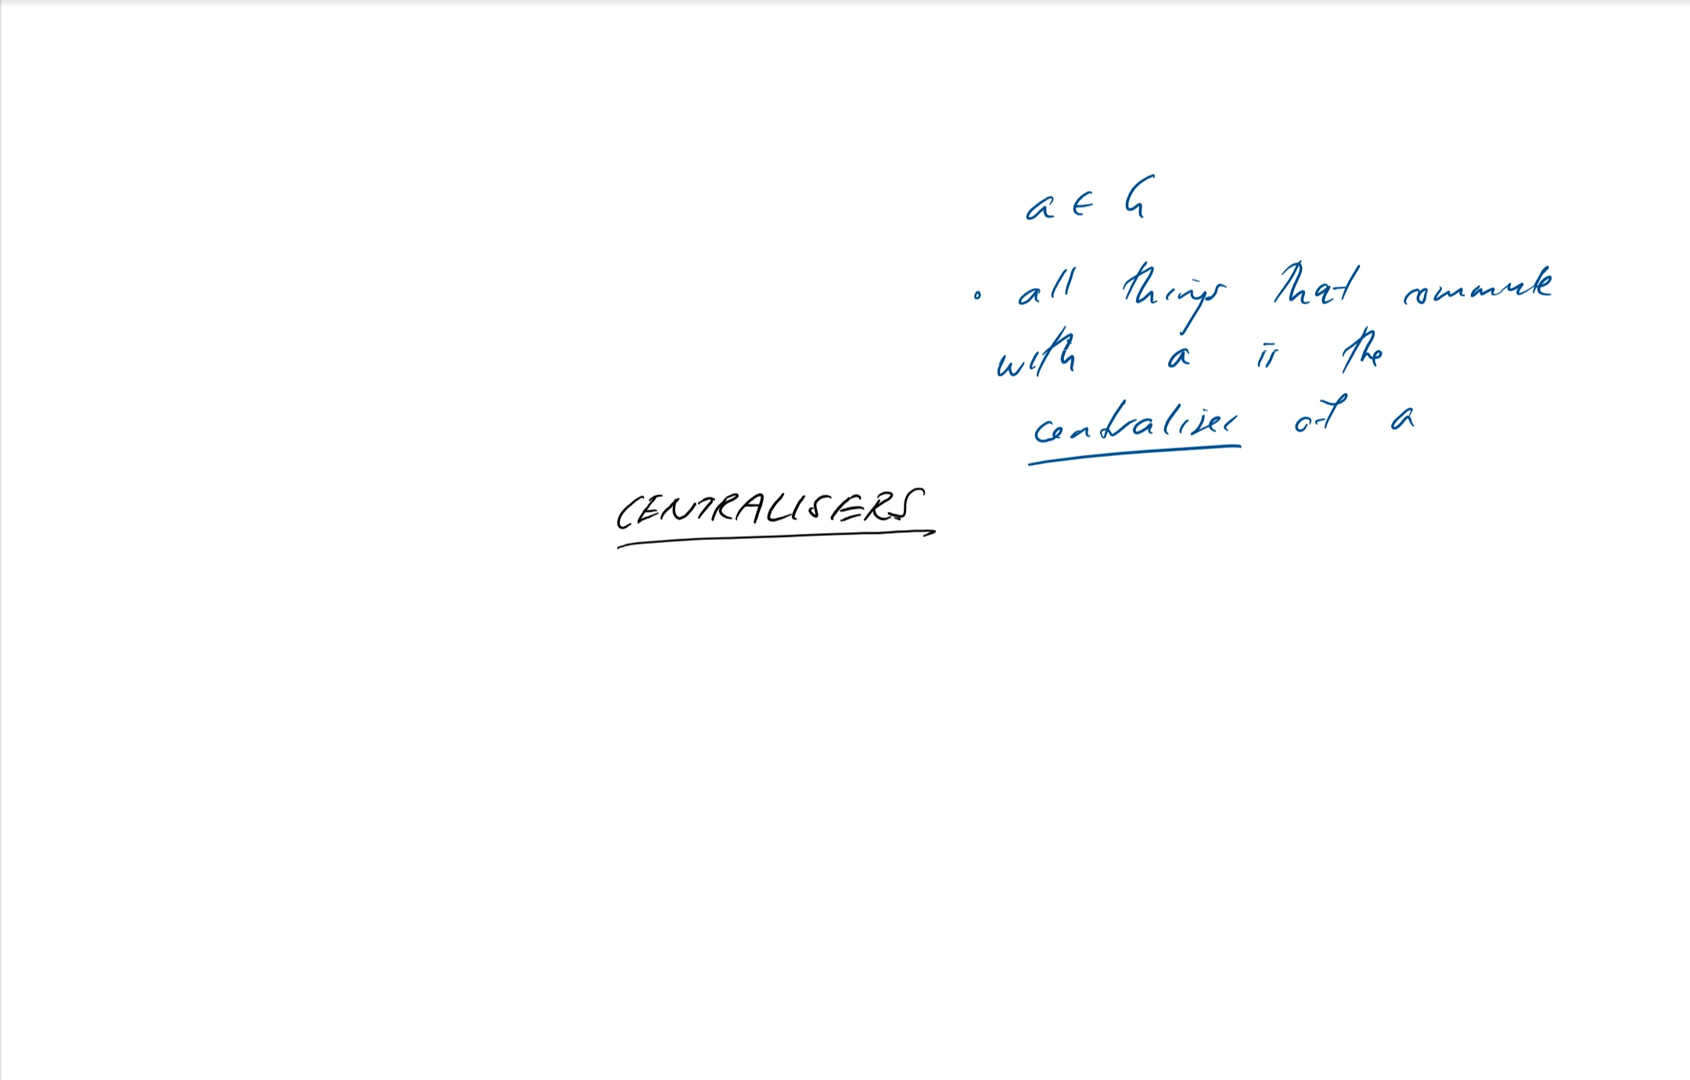 a ∈ G
• all things that commute
with a is the
centraliser of a
CENTRALISERS